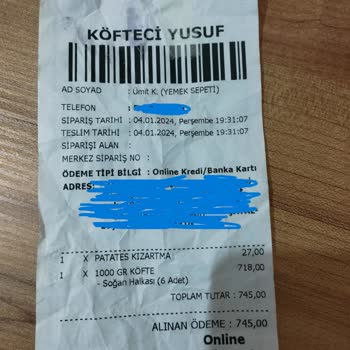 KÖFTECİ YUSUF
AD SOYAD : Ümit K. (YEMEK SEPETİ)
TELEFON :
SİPARİŞ TARİHİ : 04.01.2024, Perşembe 19:31:07
TESLİM TARİHİ : 04.01.2024, Perşembe 19:31:07
SİPARİŞİ ALAN :
MERKEZ SİPARİŞ NO :
ÖDEME TİPİ BİLGİ : Online Kredi/Banka Kartı
ADRES
1 X PATATES KIZARTMA 27,00
1 X 1000 GR KÖFTE 718,00
- Soğan Halkası (6 Adet)
TOPLAM TUTAR : 745,00
ALINAN ÖDEME : 745,00
Online